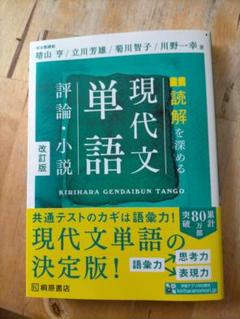 晴山 亨/立川芳雄/菊川智子/川野一幸 著
読解を深める
現代文
単語
評論・小説
改訂版
KIRIHARA GENDAIBUN TANGO
共通テストのカギは語彙力!
現代文単語の
決定版!
累計
80万部
突破
語彙力
思考力
表現力
桐原書店